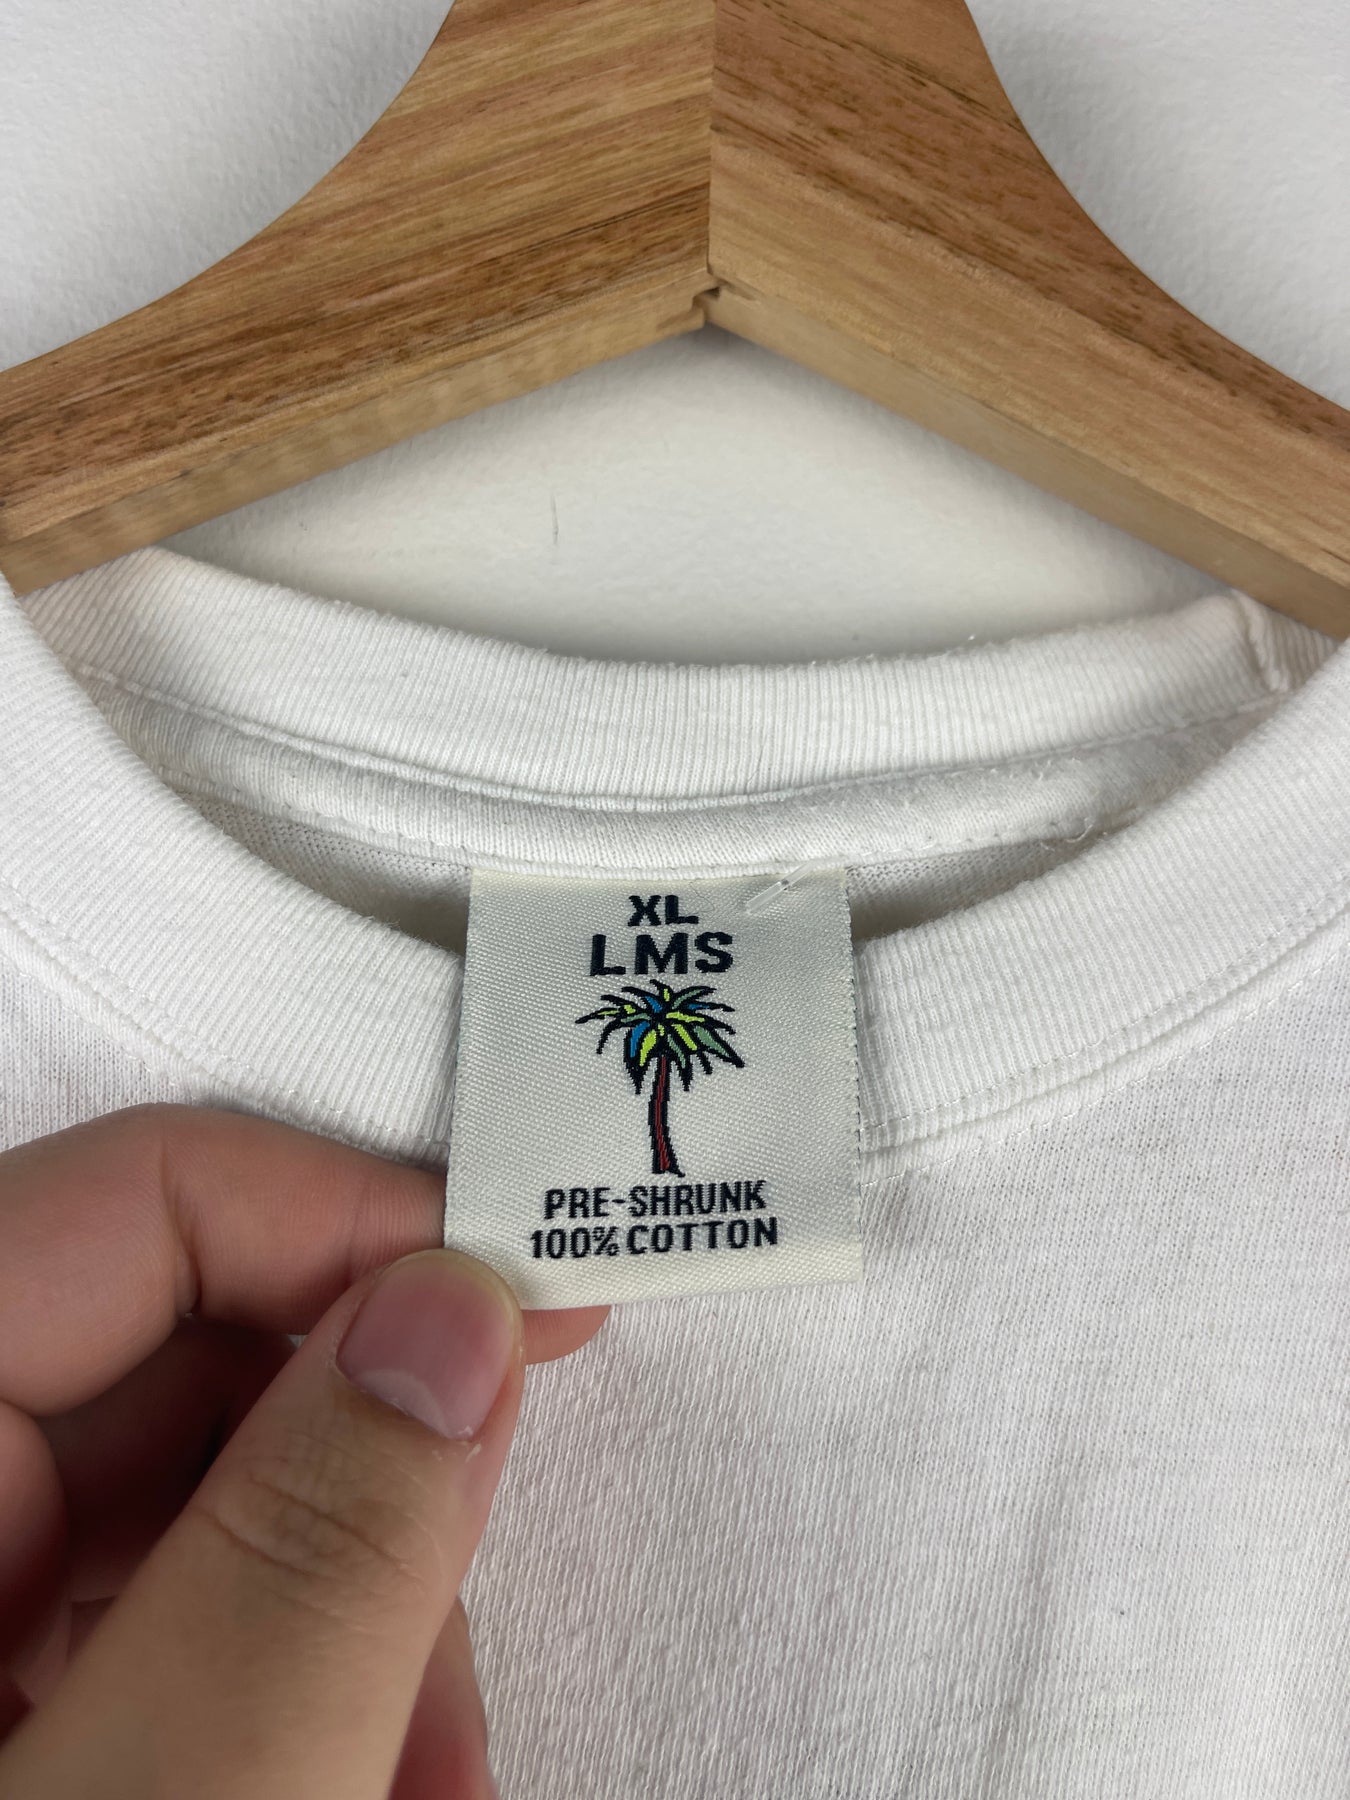 XL
LMS
PRE-SHRUNK
100% COTTON